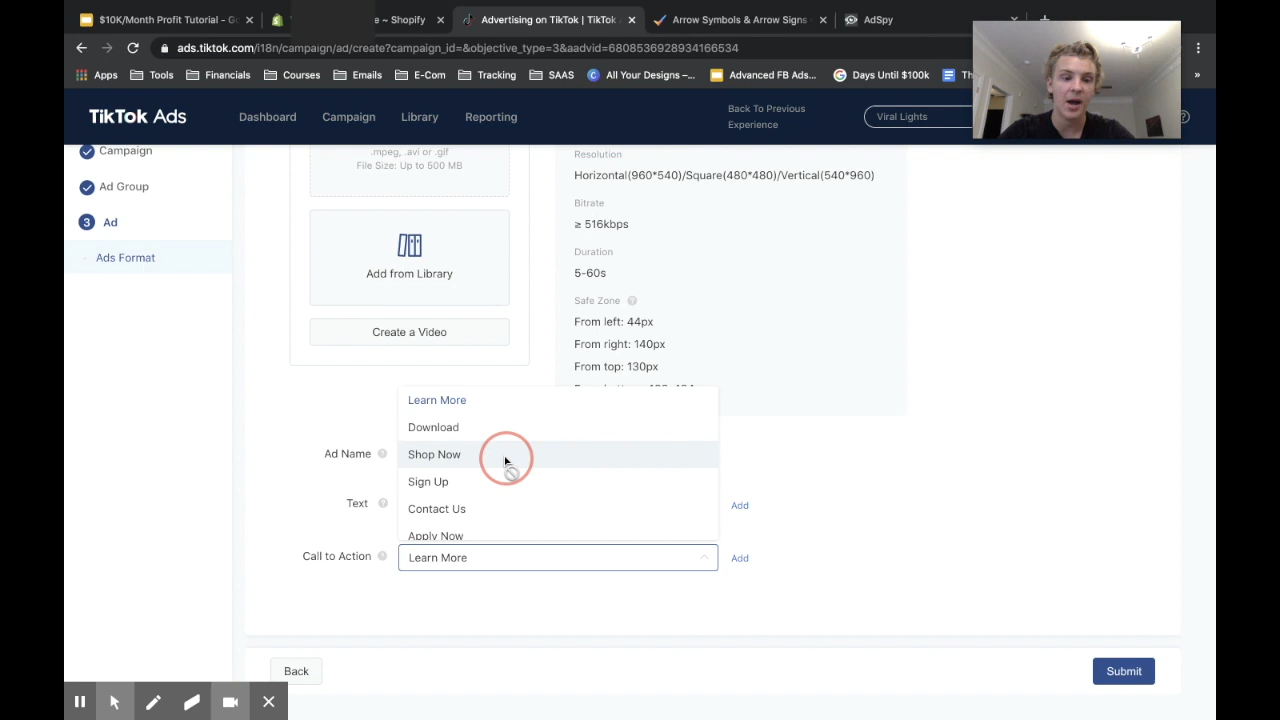 $10K/Month Profit Tutorial - Go
e ~ Shopify
Advertising on TikTok | TikTok A
Arrow Symbols & Arrow Signs
AdSpy
ads.tiktok.com/i18n/campaign/ad/create?campaign_id=&objective_type=3&aadvid=6808536928934166534
Apps
Tools
Financials
Courses
Emails
E-Com
Tracking
SAAS
All Your Designs –...
Advanced FB Ads...
Days Until $100k
Th
»
TikTok Ads
Dashboard
Campaign
Library
Reporting
Back To Previous
Experience
Viral Lights
Campaign
Ad Group
3 Ad
Ads Format
.mpeg, .avi or .gif
File Size: Up to 500 MB
Add from Library
Create a Video
Resolution
Horizontal(960*540)/Square(480*480)/Vertical(540*960)
Bitrate
≥ 516kbps
Duration
5-60s
Safe Zone ?
From left: 44px
From right: 140px
From top: 130px
Learn More
Download
Shop Now
Sign Up
Contact Us
Apply Now
Ad Name ?
Text ?
Add
Call to Action ?
Learn More
Add
Back
Submit